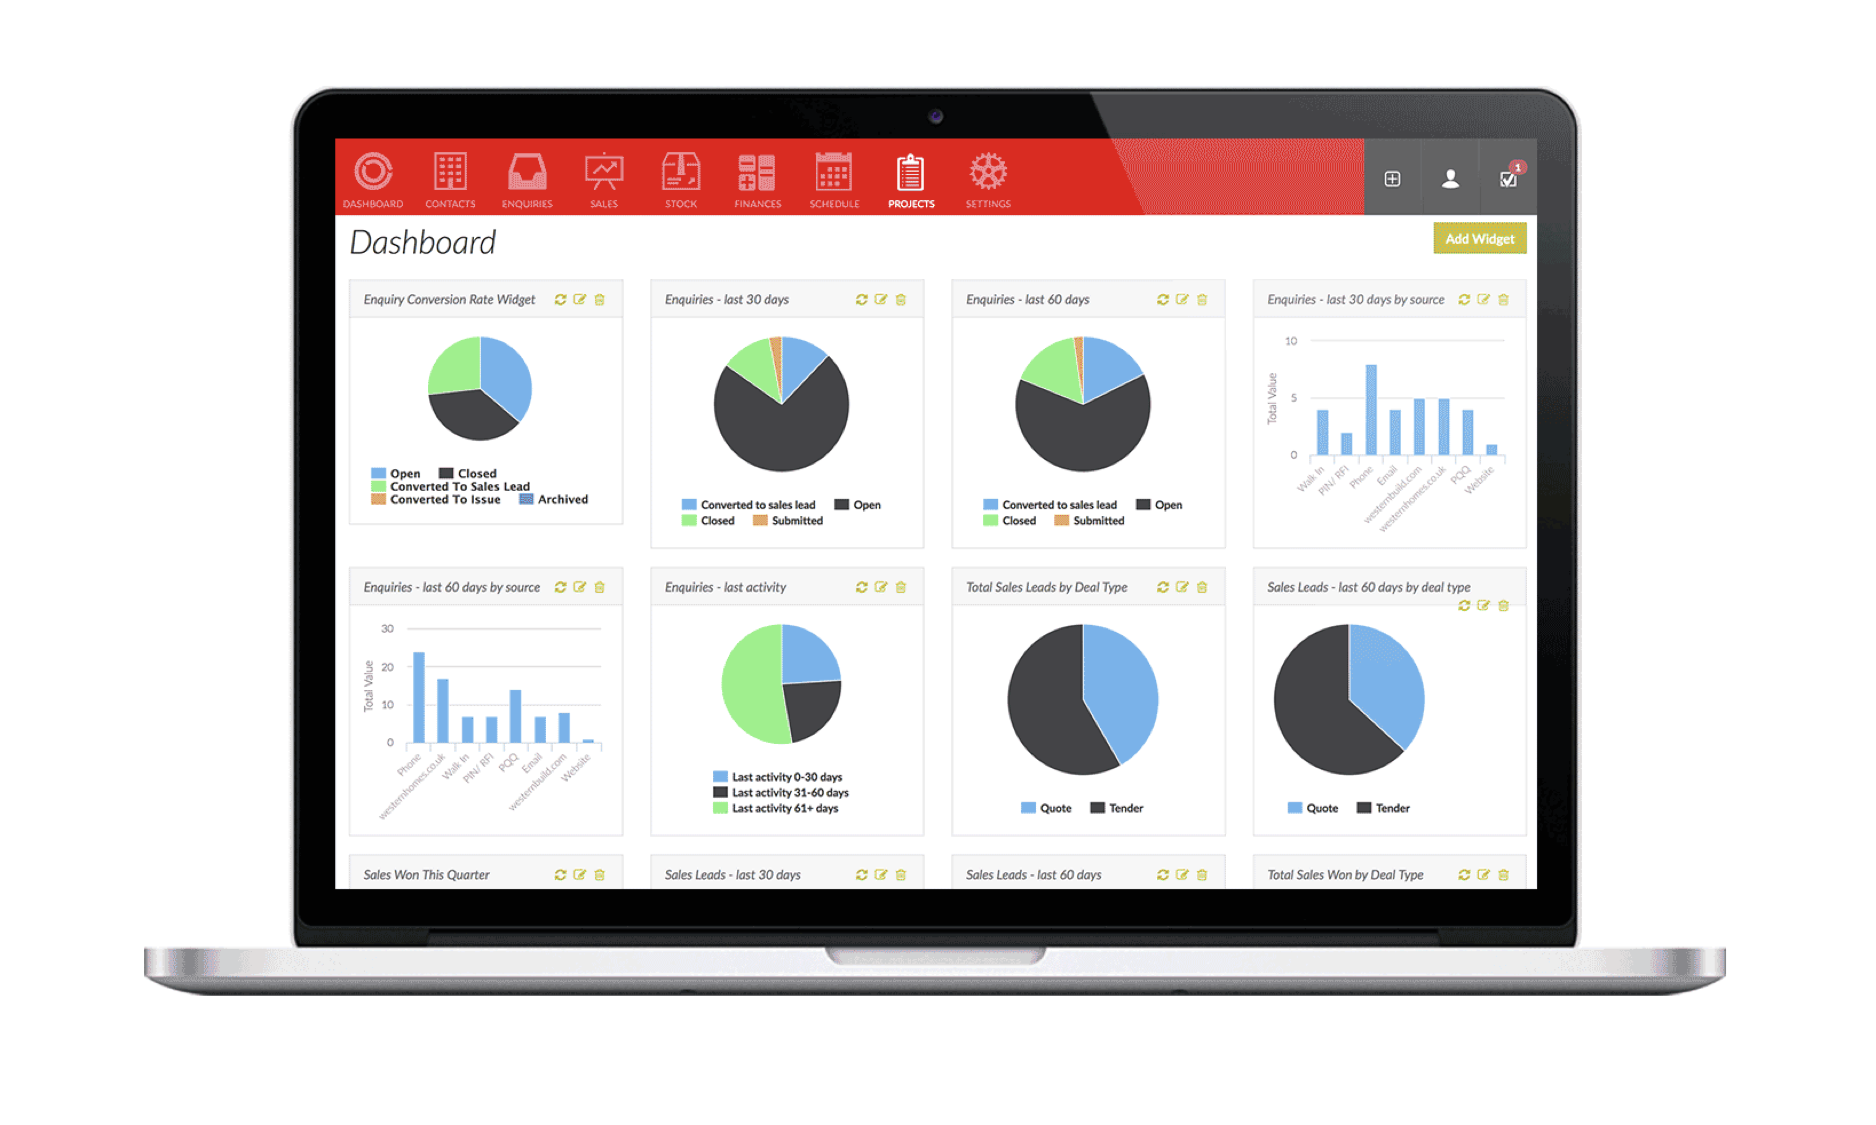 DASHBOARD CONTACTS ENQUIRIES SALES STOCK FINANCES SCHEDULE PROJECTS SETTINGS
1
Dashboard
Add Widget
Enquiry Conversion Rate Widget
Open Closed
Converted To Sales Lead
Converted To Issue Archived
Enquiries - last 30 days
Converted to sales lead Open
Closed Submitted
Enquiries - last 60 days
Converted to sales lead Open
Closed Submitted
Enquiries - last 30 days by source
Total Value
10
5
0
Walk In
PIN/ RFI
Phone
Email
westernbuild.com
westernhomes.co.uk
PQQ
Website
Enquiries - last 60 days by source
Total Value
30
20
10
0
Phone
westernhomes.co.uk
Walk In
PIN/ RFI
PQQ
Email
westernbuild.com
Website
Enquiries - last activity
Last activity 0-30 days
Last activity 31-60 days
Last activity 61+ days
Total Sales Leads by Deal Type
Quote Tender
Sales Leads - last 60 days by deal type
Quote Tender
Sales Won This Quarter
Sales Leads - last 30 days
Sales Leads - last 60 days
Total Sales Won by Deal Type